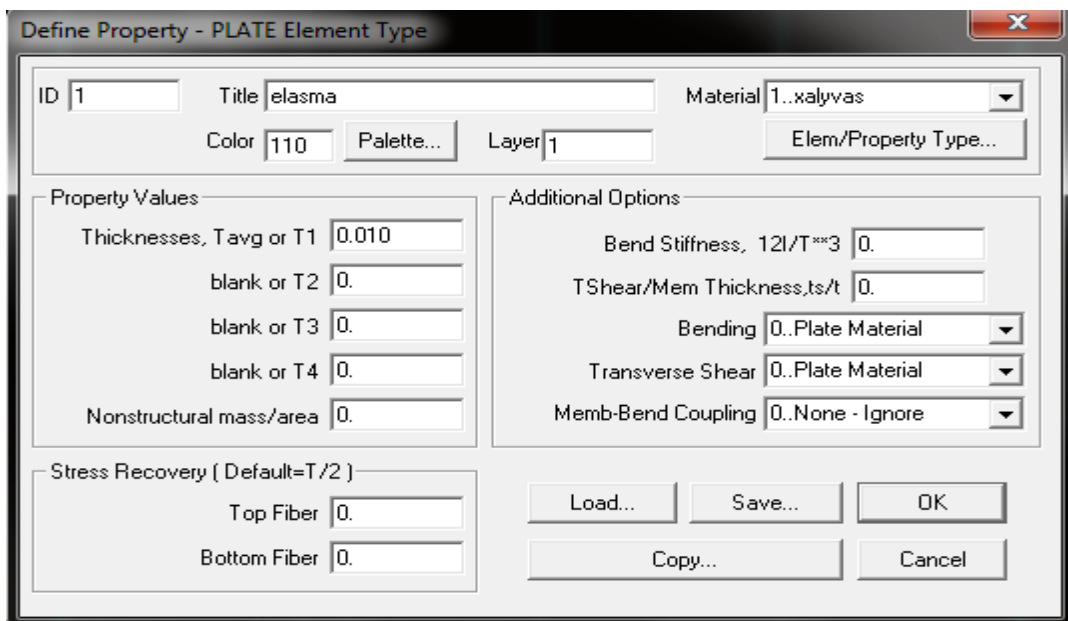 Define Property - PLATE Element Type
ID 1 Title elasma Material 1..xalyvas
Color 110 Palette... Layer 1 Elem/Property Type...
Property Values
Thicknesses, Tavg or T1 0.010
blank or T2 0.
blank or T3 0.
blank or T4 0.
Nonstructural mass/area 0.
Additional Options
Bend Stiffness, 12I/T**3 0.
TShear/Mem Thickness,ts/t 0.
Bending 0..Plate Material
Transverse Shear 0..Plate Material
Memb-Bend Coupling 0..None - Ignore
Stress Recovery ( Default=T/2 )
Top Fiber 0.
Bottom Fiber 0.
Load... Save... OK
Copy... Cancel